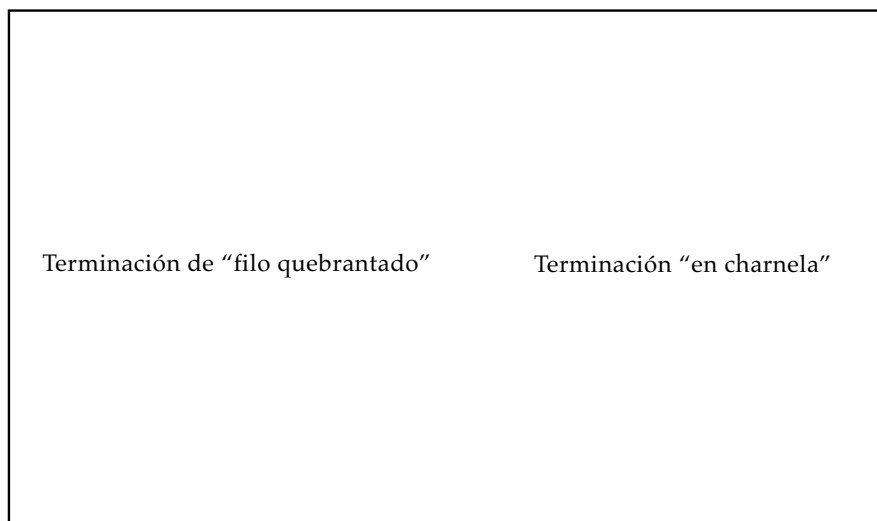 Terminación de “filo quebrantado”
Terminación “en charnela”